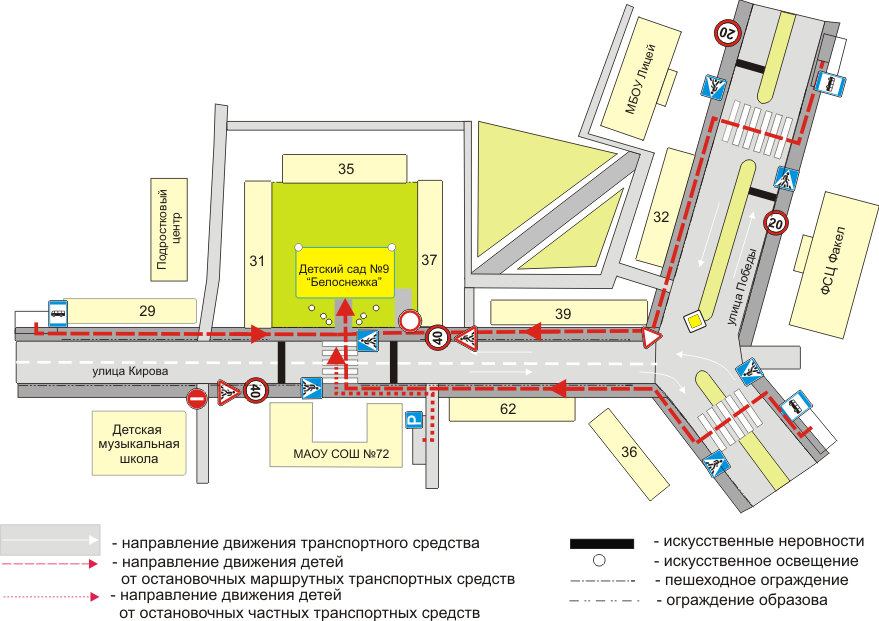 20
МБОУ Лицей
35
Подростковый
центр
31
Детский сад №9
“Белоснежка”
37
32
20
ФСЦ Факел
улица Победы
29
39
40
улица Кирова
40
62
P
Детская
музыкальная
школа
МАОУ СОШ №72
36
- направление движения транспортного средства
- направление движения детей
от остановочных маршрутных транспортных средств
- направление движения детей
от остановочных частных транспортных средств
- искусственные неровности
- искусственное освещение
- пешеходное ограждение
- ограждение образова